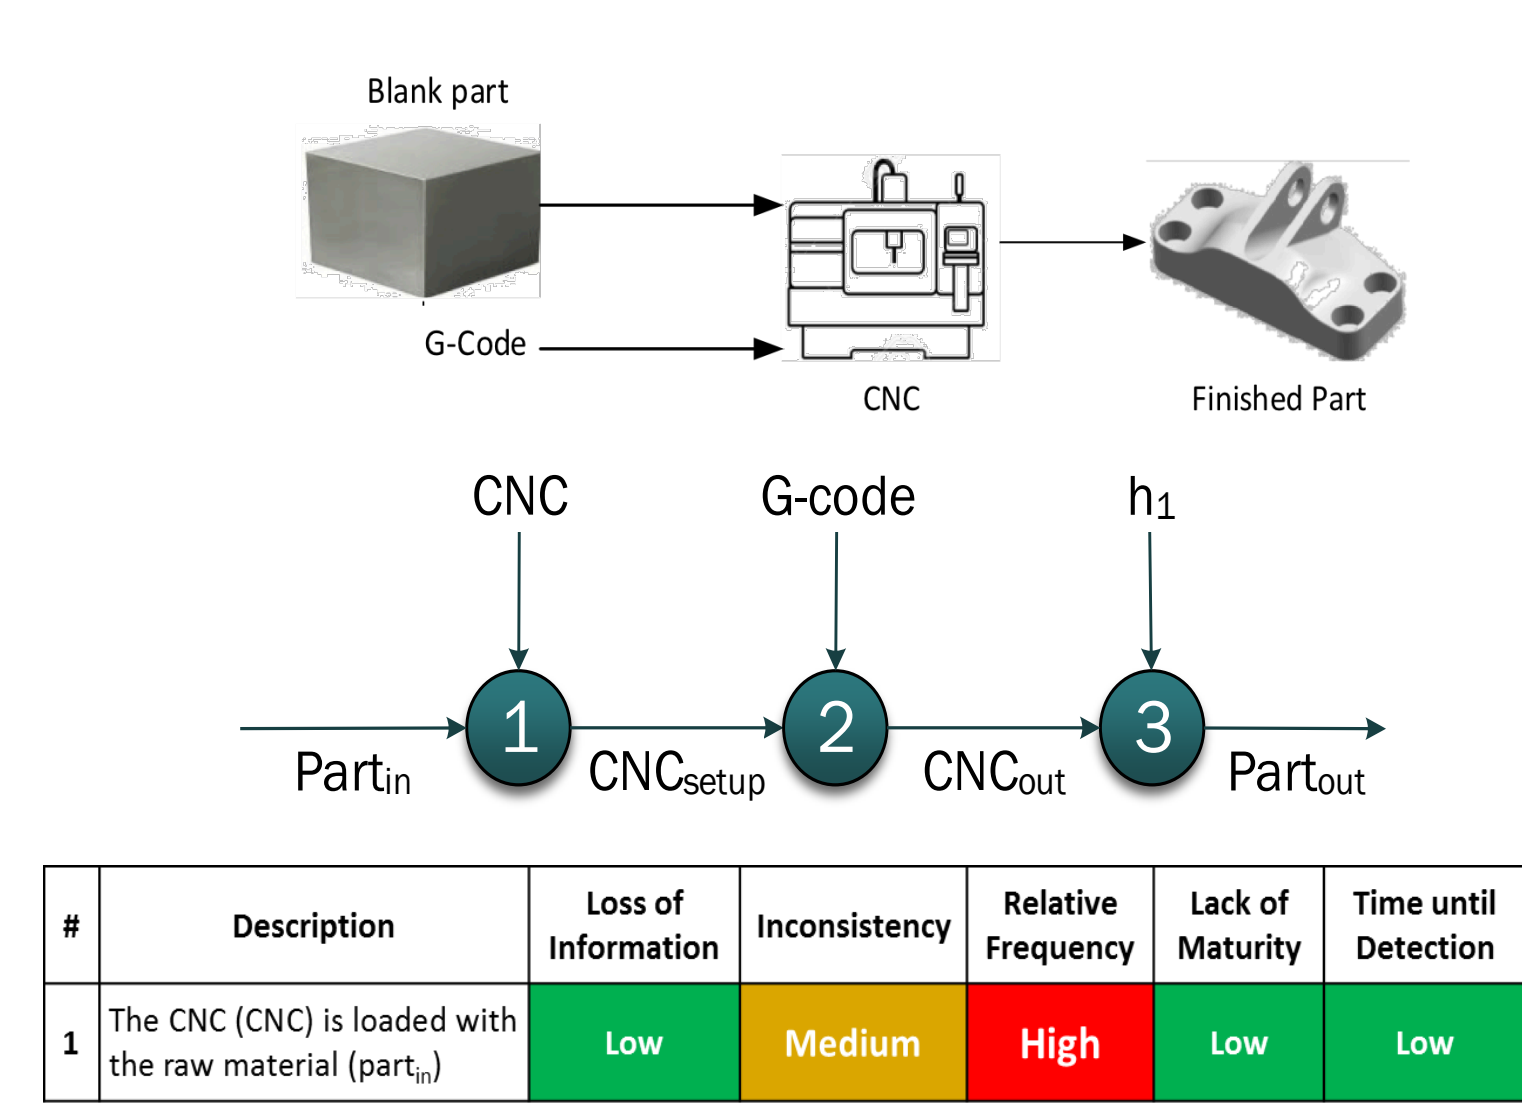 Blank part
G-Code
CNC
Finished Part
CNC
G-code
h1
1
2
3
Partin
CNCsetup
CNCout
Partout
#
Description
Loss of
Information
Inconsistency
Relative
Frequency
Lack of
Maturity
Time until
Detection
1
The CNC (CNC) is loaded with
the raw material (partin)
Low
Medium
High
Low
Low